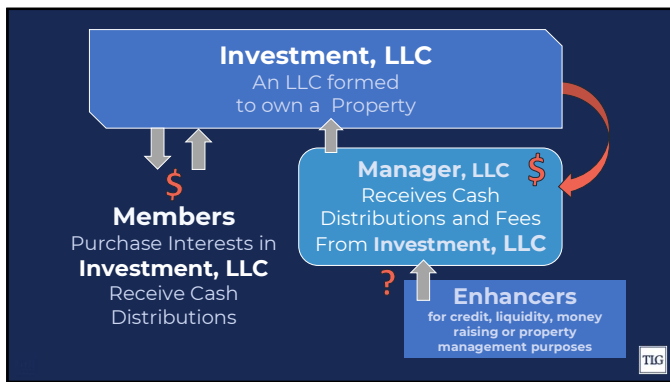 Investment, LLC
An LLC formed
to own a Property
$
Members
Purchase Interests in
Investment, LLC
Receive Cash
Distributions
Manager, LLC
$
Receives Cash
Distributions and Fees
From Investment, LLC
?
Enhancers
for credit, liquidity, money
raising or property
management purposes
TLG